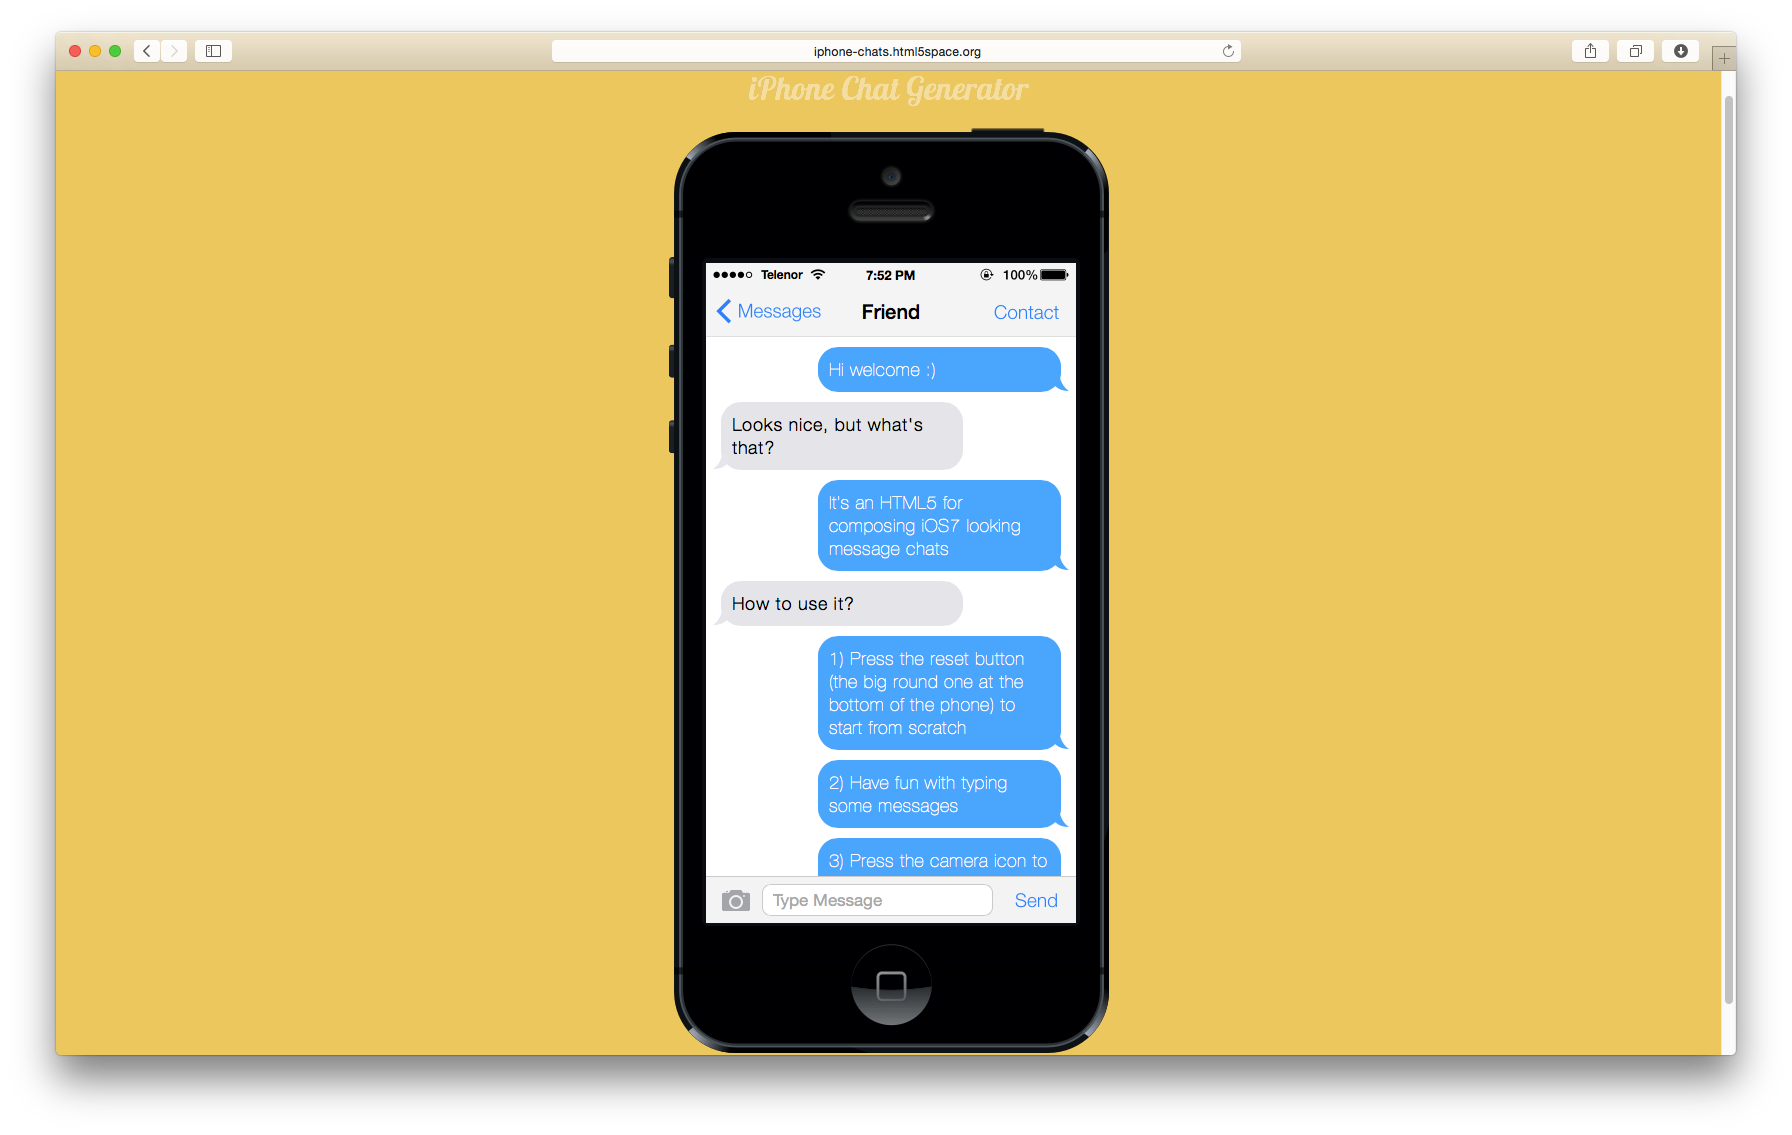 iphone-chats.html5space.org
iPhone Chat Generator
Telenor 7:52 PM 100%
Messages Friend Contact
Hi welcome :)
Looks nice, but what's
that?
It's an HTML5 for
composing iOS7 looking
message chats
How to use it?
1) Press the reset button
(the big round one at the
bottom of the phone) to
start from scratch
2) Have fun with typing
some messages
3) Press the camera icon to
Type Message Send